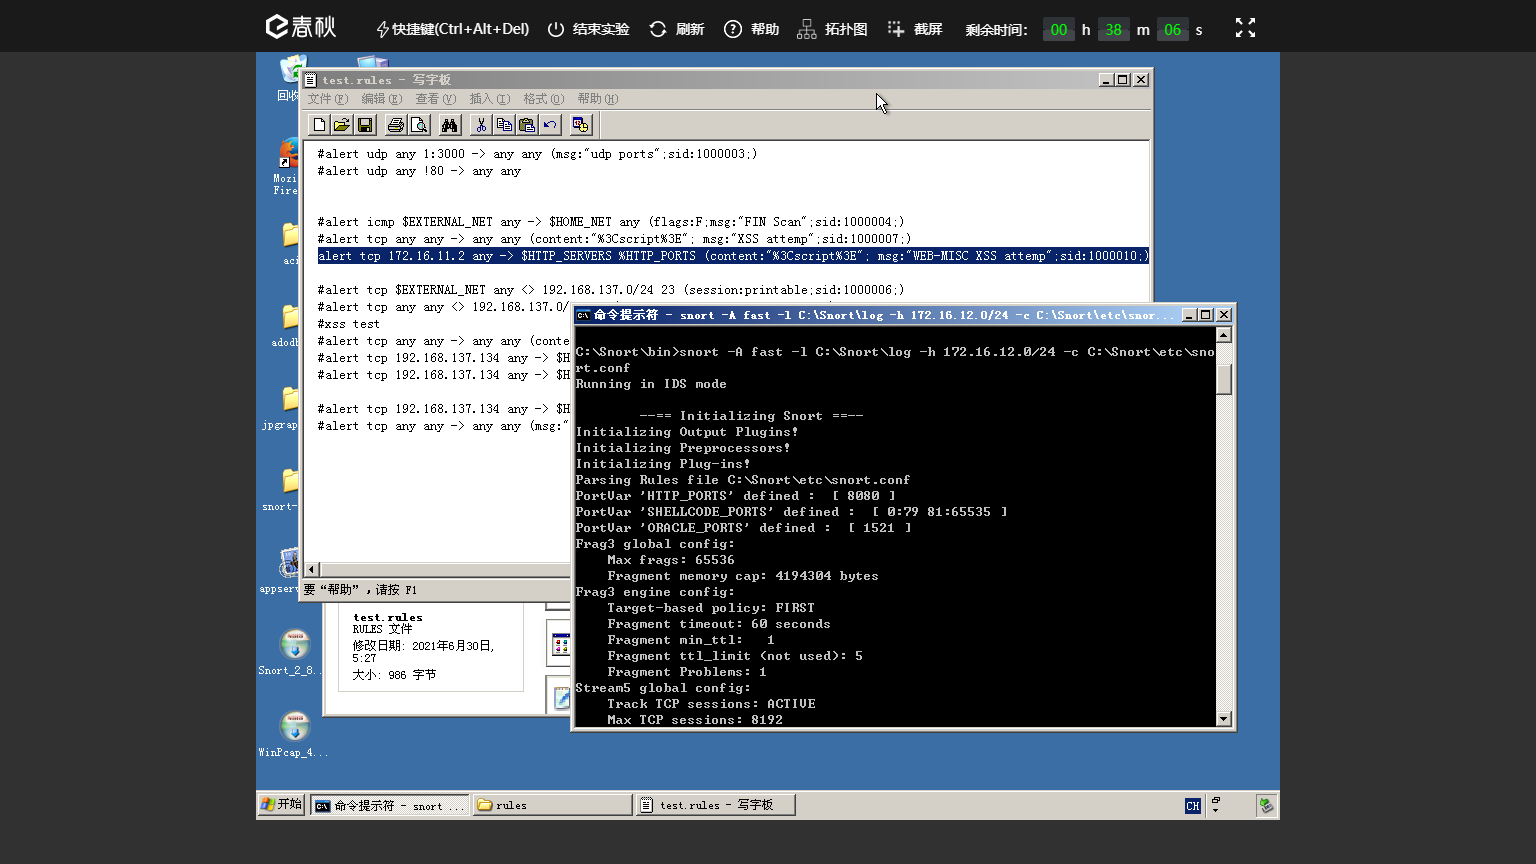 春秋
快捷键(Ctrl+Alt+Del)
结束实验
刷新
帮助
拓扑图
截屏
剩余时间:
00 h 38 m 06 s
test.rules - 写字板
文件(F) 编辑(E) 查看(V) 插入(I) 格式(O) 帮助(H)
#alert udp any 1:3000 -> any any (msg:"udp ports";sid:1000003;)
#alert udp any !80 -> any any
#alert icmp $EXTERNAL_NET any -> $HOME_NET any (flags:F;msg:"FIN Scan";sid:1000004;)
#alert tcp any any -> any any (content:"%3Cscript%3E"; msg:"XSS attemp";sid:1000007;)
alert tcp 172.16.11.2 any -> $HTTP_SERVERS %HTTP_PORTS (content:"%3Cscript%3E"; msg:"WEB-MISC XSS attemp";sid:1000010;)
#alert tcp $EXTERNAL_NET any <> 192.168.137.0/24 23 (session:printable;sid:1000006;)
#alert tcp any any <> 192.168.137.0/
#xss test
#alert tcp any any -> any any (conte
#alert tcp 192.168.137.134 any -> $H
#alert tcp 192.168.137.134 any -> $H
#alert tcp 192.168.137.134 any -> $H
#alert tcp any any -> any any (msg:"
要“帮助”，请按 F1
test.rules
RULES 文件
修改日期: 2021年6月30日,
5:27
大小: 986 字节
命令提示符 - snort -A fast -l C:\Snort\log -h 172.16.12.0/24 -c C:\Snort\etc\snor...
C:\Snort\bin>snort -A fast -l C:\Snort\log -h 172.16.12.0/24 -c C:\Snort\etc\sno
rt.conf
Running in IDS mode
--== Initializing Snort ==--
Initializing Output Plugins!
Initializing Preprocessors!
Initializing Plug-ins!
Parsing Rules file C:\Snort\etc\snort.conf
PortVar 'HTTP_PORTS' defined :  [ 8080 ]
PortVar 'SHELLCODE_PORTS' defined :  [ 0:79 81:65535 ]
PortVar 'ORACLE_PORTS' defined :  [ 1521 ]
Frag3 global config:
Max frags: 65536
Fragment memory cap: 4194304 bytes
Frag3 engine config:
Target-based policy: FIRST
Fragment timeout: 60 seconds
Fragment min_ttl:   1
Fragment ttl_limit (not used): 5
Fragment Problems: 1
Stream5 global config:
Track TCP sessions: ACTIVE
Max TCP sessions: 8192
回收
Mozi
Fire
aci
adodb
jpgrap
snort-
appserv
Snort_2_8...
WinPcap_4...
开始
命令提示符 - snort ...
rules
test.rules - 写字板
CH